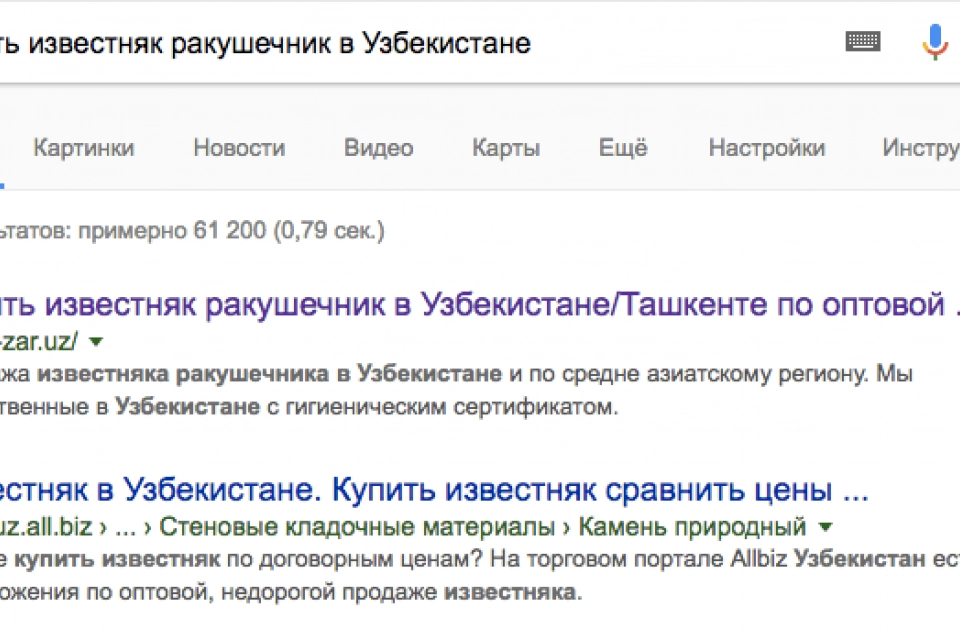 ть известняк ракушечник в Узбекистане
Картинки Новости Видео Карты Ещё Настройки Инстру
ьтатов: примерно 61 200 (0,79 сек.)
ить известняк ракушечник в Узбекистане/Ташкенте по оптовой .
-zar.uz/
жа известняка ракушечника в Узбекистане и по средне азиатскому региону. Мы
твенные в Узбекистане с гигиеническим сертификатом.
естняк в Узбекистане. Купить известняк сравнить цены ...
uz.all.biz › ... › Стеновые кладочные материалы › Камень природный
е купить известняк по договорным ценам? На торговом портале Allbiz Узбекистан ест
ожения по оптовой, недорогой продаже известняка.